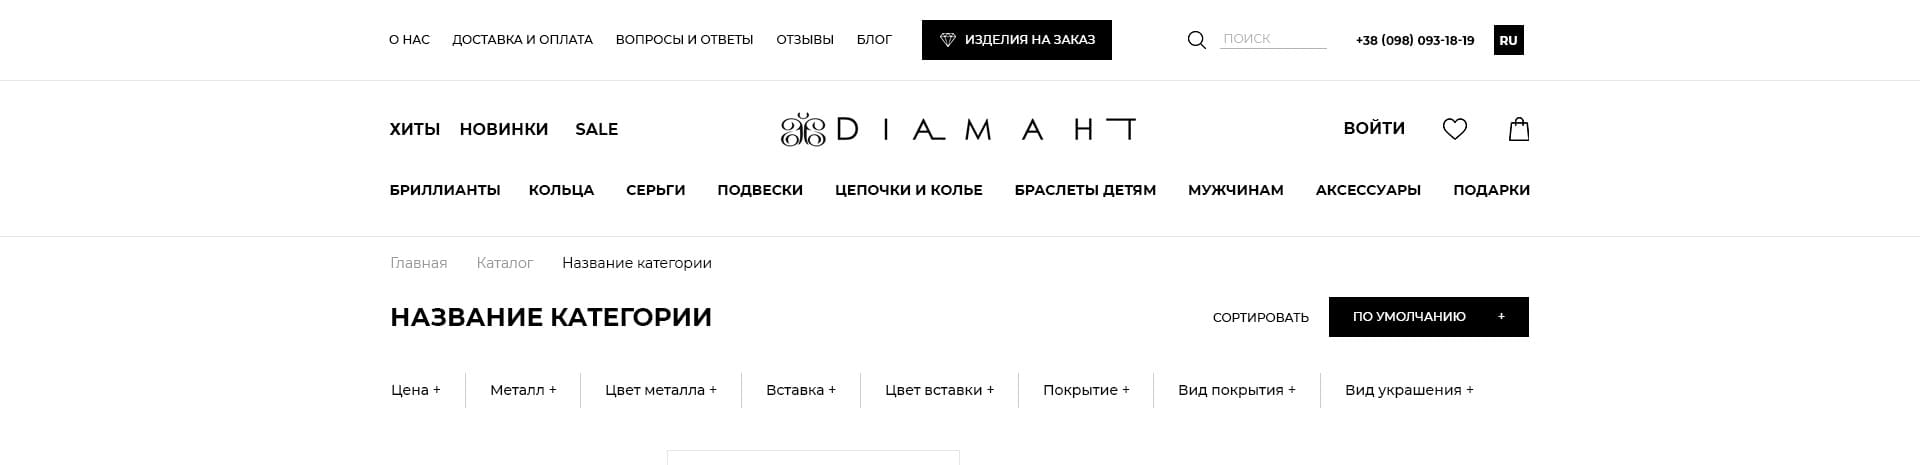 О НАС ДОСТАВКА И ОПЛАТА ВОПРОСЫ И ОТВЕТЫ ОТЗЫВЫ БЛОГ ИЗДЕЛИЯ НА ЗАКАЗ ПОИСК +38 (098) 093-18-19 RU
ХИТЫ НОВИНКИ SALE DIAMAНT ВОЙТИ
БРИЛЛИАНТЫ КОЛЬЦА СЕРЬГИ ПОДВЕСКИ ЦЕПОЧКИ И КОЛЬЕ БРАСЛЕТЫ ДЕТЯМ МУЖЧИНАМ АКСЕССУАРЫ ПОДАРКИ
Главная Каталог Название категории
НАЗВАНИЕ КАТЕГОРИИ СОРТИРОВАТЬ ПО УМОЛЧАНИЮ +
Цена + Металл + Цвет металла + Вставка + Цвет вставки + Покрытие + Вид покрытия + Вид украшения +